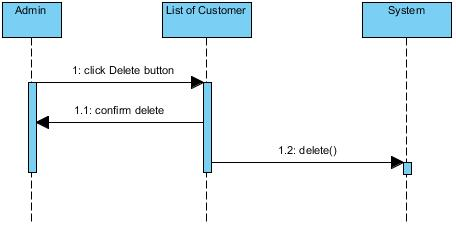 Admin
List of Customer
System
1: click Delete button
1.1: confirm delete
1.2: delete()